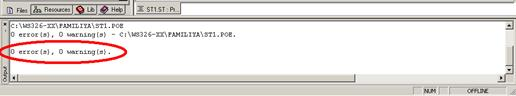 Files Resources Lib Help ST1.ST: Pr...
C:\WS326-XX\FAMILIYA\ST1.POE
0 error(s), 0 warning(s) - C:\WS326-XX\FAMILIYA\ST1.POE.
0 error(s), 0 warning(s).
Output
NUM OFFLINE